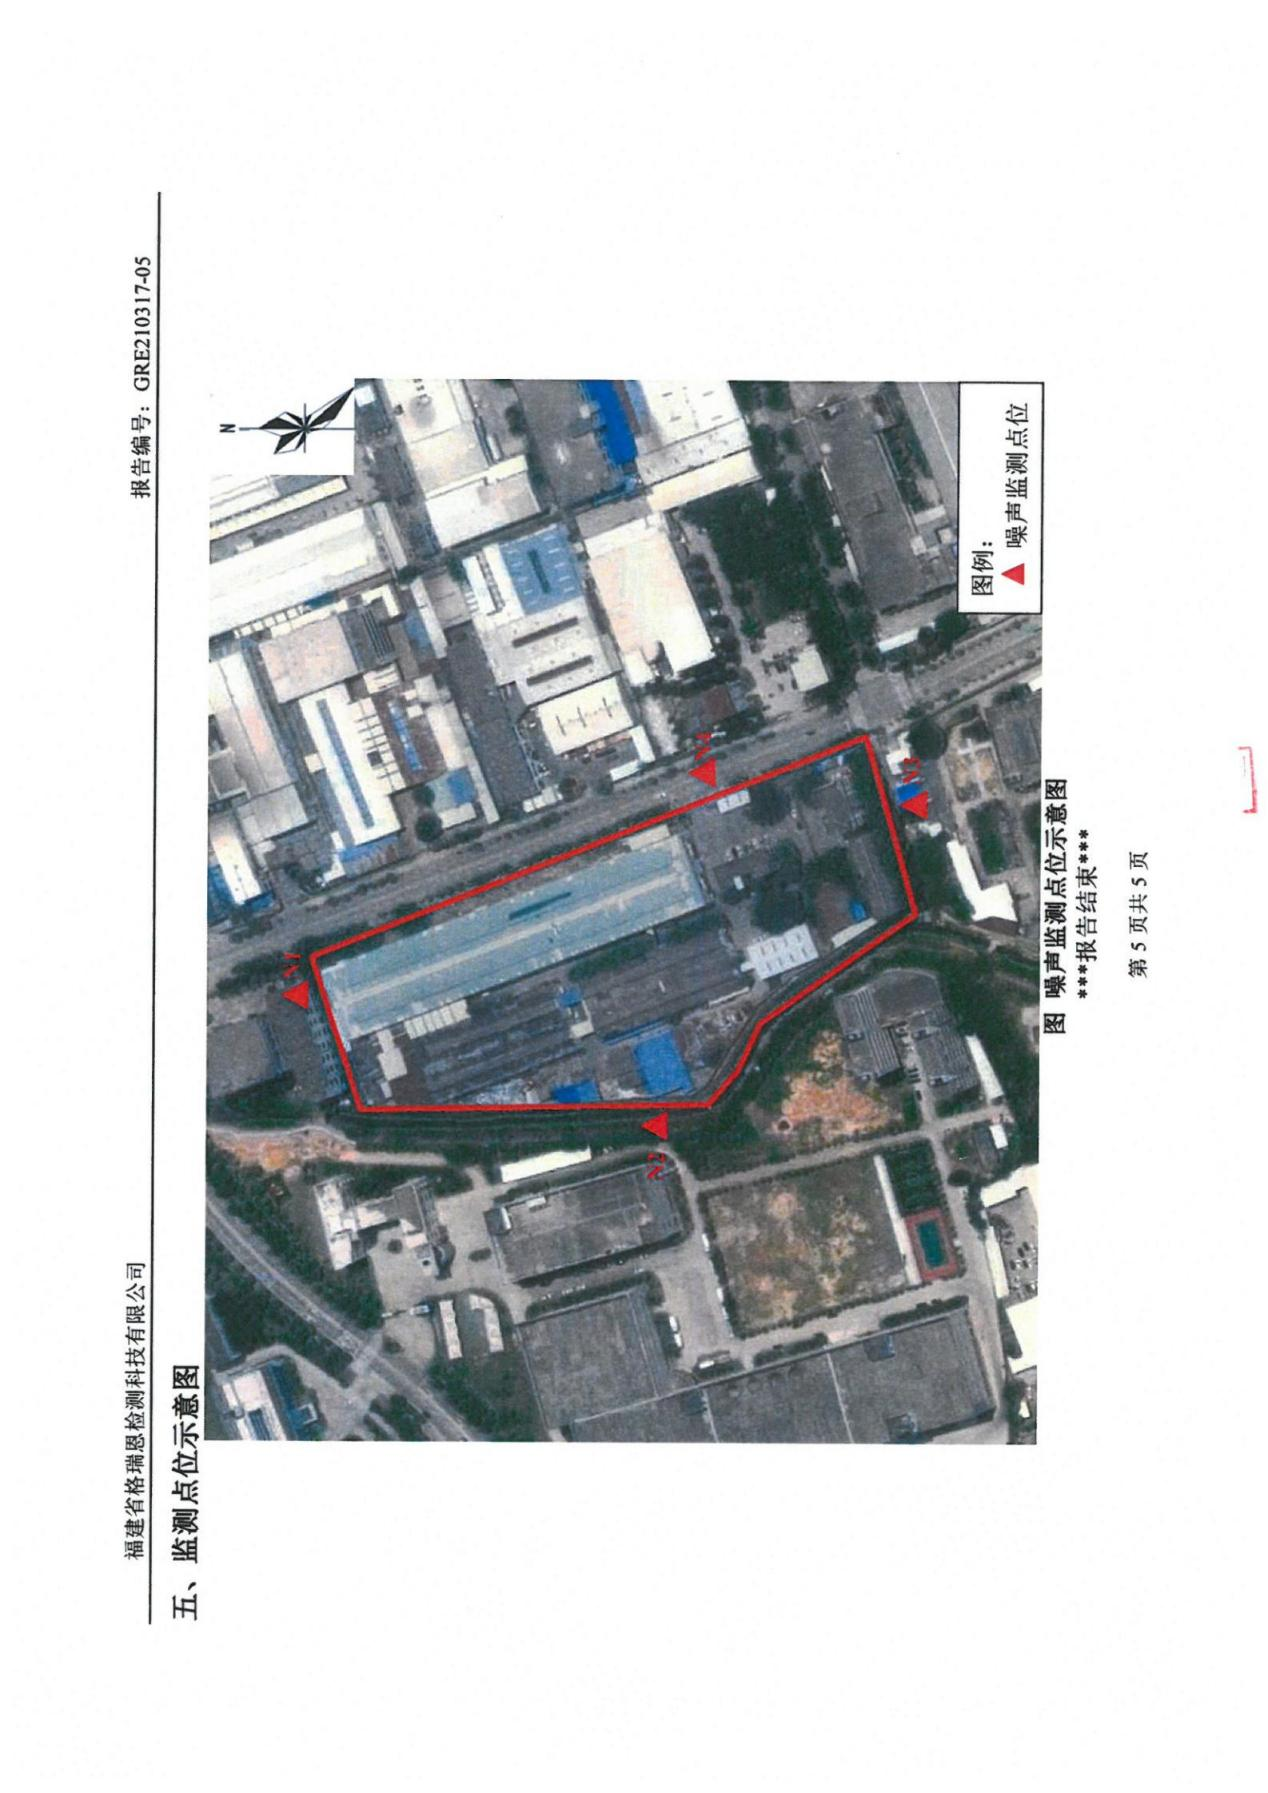 福建省格瑞恩检测科技有限公司 报告编号：GRE210317-05
五、监测点位示意图
N
N1
N4
N2
N3
图例：
▲ 噪声监测点位
图 噪声监测点位示意图
***报告结束***
第 5 页共 5 页